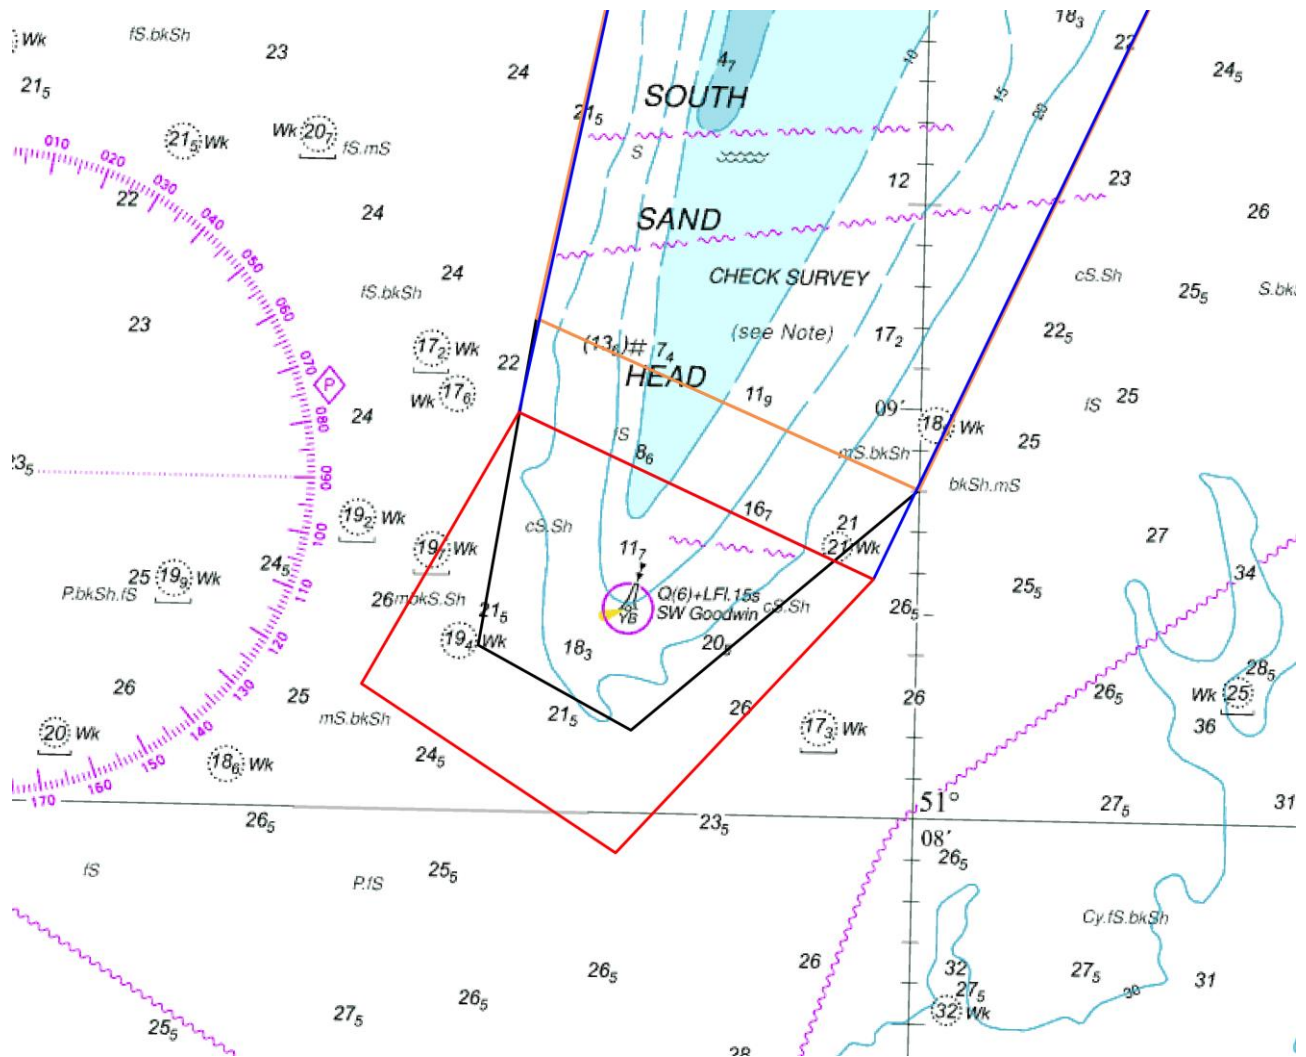 Wk
fS.bkSh
23
24
18₃
22
24₅
21₅
4₇
10
15
20
SOUTH
21₅
21₅ Wk
Wk 20₇
fS.mS
S
12
23
010
020
030
040
050
060
070
080
090
100
110
120
130
140
150
160
170
22
24
SAND
26
24
CHECK SURVEY
cS.Sh
fS.bkSh
25₅
23
(see Note)
17₂
22₅
17₂ Wk
22
7₄
P
HEAD
Wk 17₆
11₉
25
24
09′
fS
Wk
25
fS
8₆
mS.bkSh
bkSh.mS
19₂ Wk
16₇
21
cS.Sh
27
21 Wk
Wk
11₇
34
25 19₉ Wk
24₅
P.bkSh.fS
25₅
Q(6)+LFl.15s
SW Goodwin
cS.Sh
YB
21₅
26₅
19₄ Wk
18₃
28₅
26
25
26₅
Wk 25
26
26
mS.bkSh
21₅
17₃ Wk
36
20 Wk
24₅
18₆ Wk
51°
27₅
31
26₅
23₅
08′
26₅
fS
25₅
P.fS
Cy.fS.bkSh
26₅
26
32
27₅
31
26₅
27₅
30
27₅
32 Wk
25₅
28